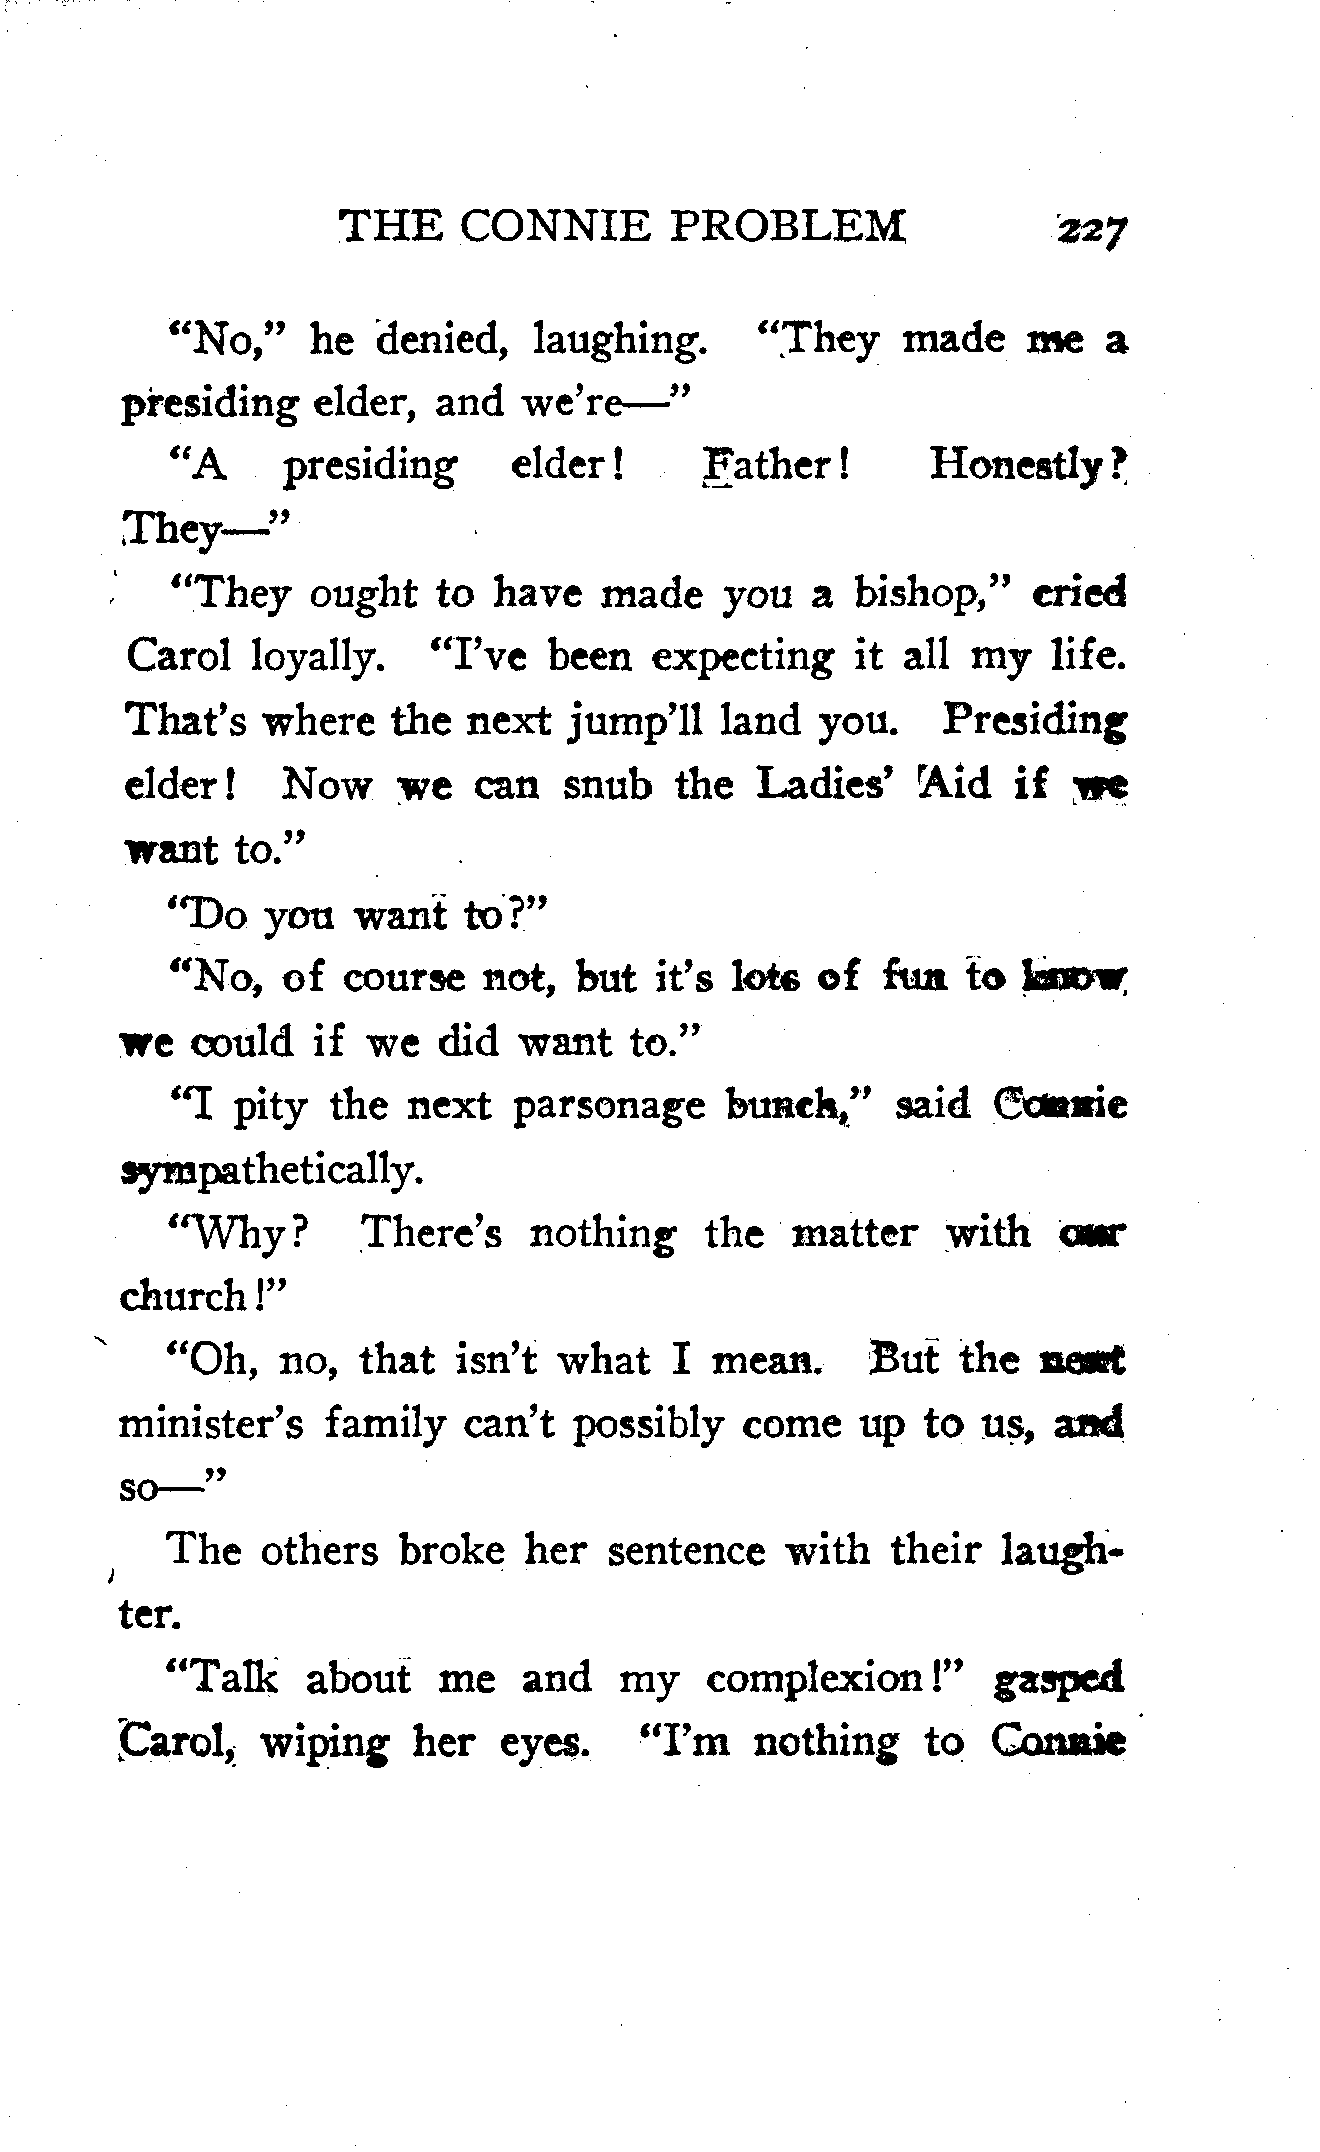 THE CONNIE PROBLEM 227
“No,” he denied, laughing. “They made me a
presiding elder, and we’re—”
“A presiding elder! Father! Honestly?
They—”
“They ought to have made you a bishop,” cried
Carol loyally. “I’ve been expecting it all my life.
That’s where the next jump’ll land you. Presiding
elder! Now we can snub the Ladies’ Aid if we
want to.”
“Do you want to?”
“No, of course not, but it’s lots of fun to know
we could if we did want to.”
“I pity the next parsonage bunch,” said Connie
sympathetically.
“Why? There’s nothing the matter with our
church!”
“Oh, no, that isn’t what I mean. But the next
minister’s family can’t possibly come up to us, and
so—”
The others broke her sentence with their laugh-
ter.
“Talk about me and my complexion!” gasped
Carol, wiping her eyes. “I’m nothing to Connie